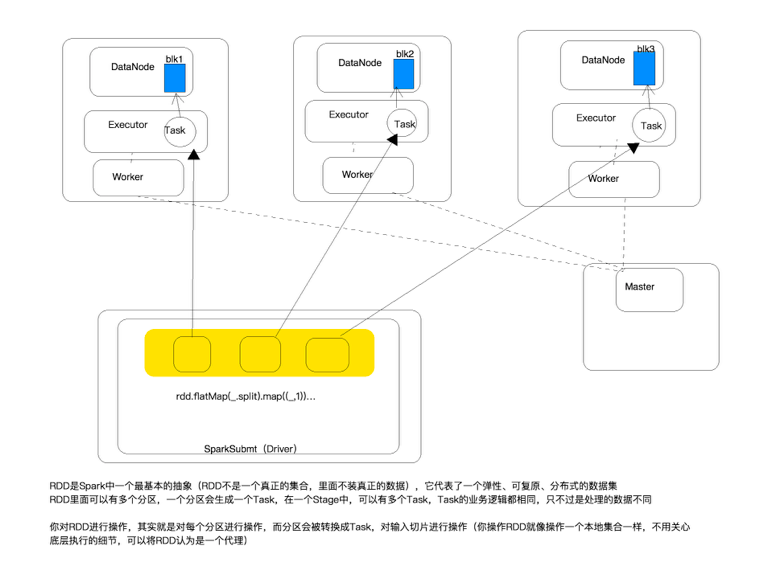 blk1
DataNode
Executor
Task
Worker
blk2
DataNode
Executor
Task
Worker
blk3
DataNode
Executor
Task
Worker
Master
rdd.flatMap(_.split).map((_,1))...
SparkSubmt（Driver）
RDD是Spark中一个最基本的抽象（RDD不是一个真正的集合，里面不装真正的数据），它代表了一个弹性、可复原、分布式的数据集
RDD里面可以有多个分区，一个分区会生成一个Task，在一个Stage中，可以有多个Task，Task的业务逻辑都相同，只不过是处理的数据不同
你对RDD进行操作，其实就是对每个分区进行操作，而分区会被转换成Task，对输入切片进行操作（你操作RDD就像操作一个本地集合一样，不用关心
底层执行的细节，可以将RDD认为是一个代理）